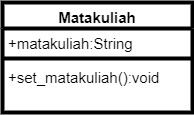 Matakuliah
+matakuliah:String
+set_matakuliah():void